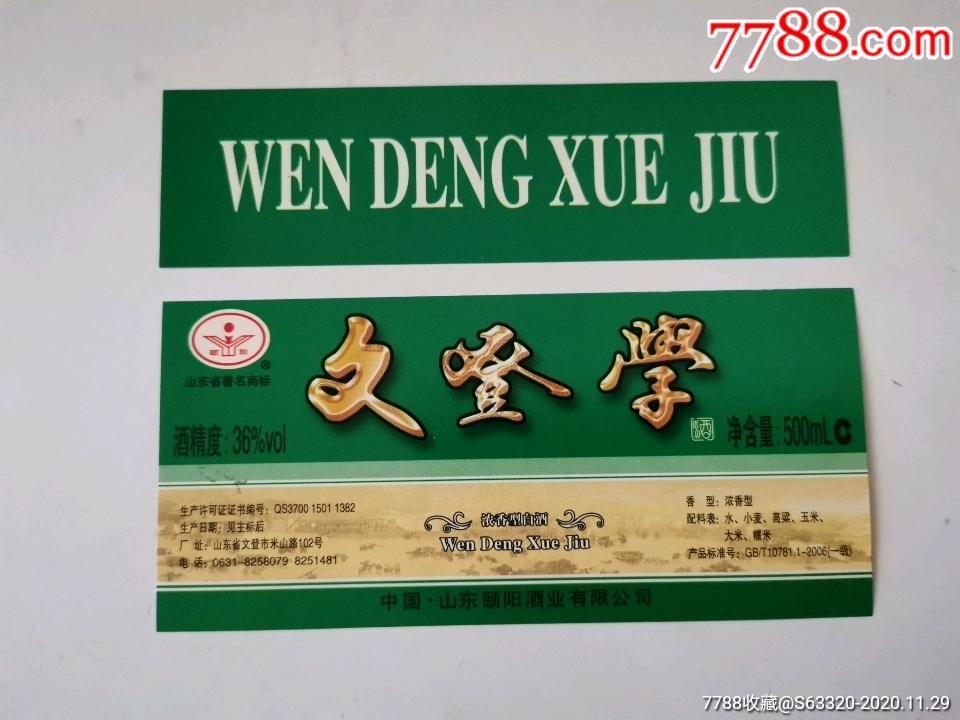 7788.com
WEN DENG XUE JIU
文登学
颐阳
®
山东省著名商标
酒精度：36%vol
酒
净含量：500mL C
生产许可证证书编号：QS3700 1501 1382
生产日期：见主标后
厂 址：山东省文登市米山路102号
电 话：0631-8258079 8251481
浓香型白酒
Wen Deng Xue Jiu
香 型：浓香型
配料表：水、小麦、高粱、玉米、
大米、糯米
产品标准号：GB/T10781.1-2006(一级)
中国·山东颐阳酒业有限公司
7788收藏@S63320-2020.11.29